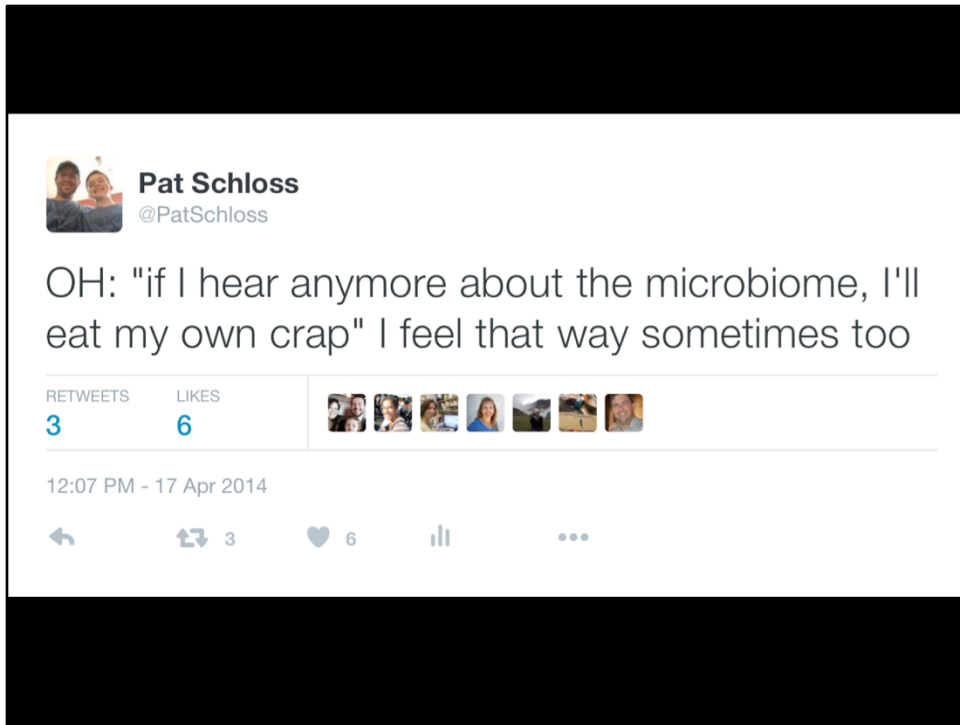 Pat Schloss
@PatSchloss
OH: "if I hear anymore about the microbiome, I'll
eat my own crap" I feel that way sometimes too
RETWEETS LIKES
3 6
12:07 PM - 17 Apr 2014
3 6